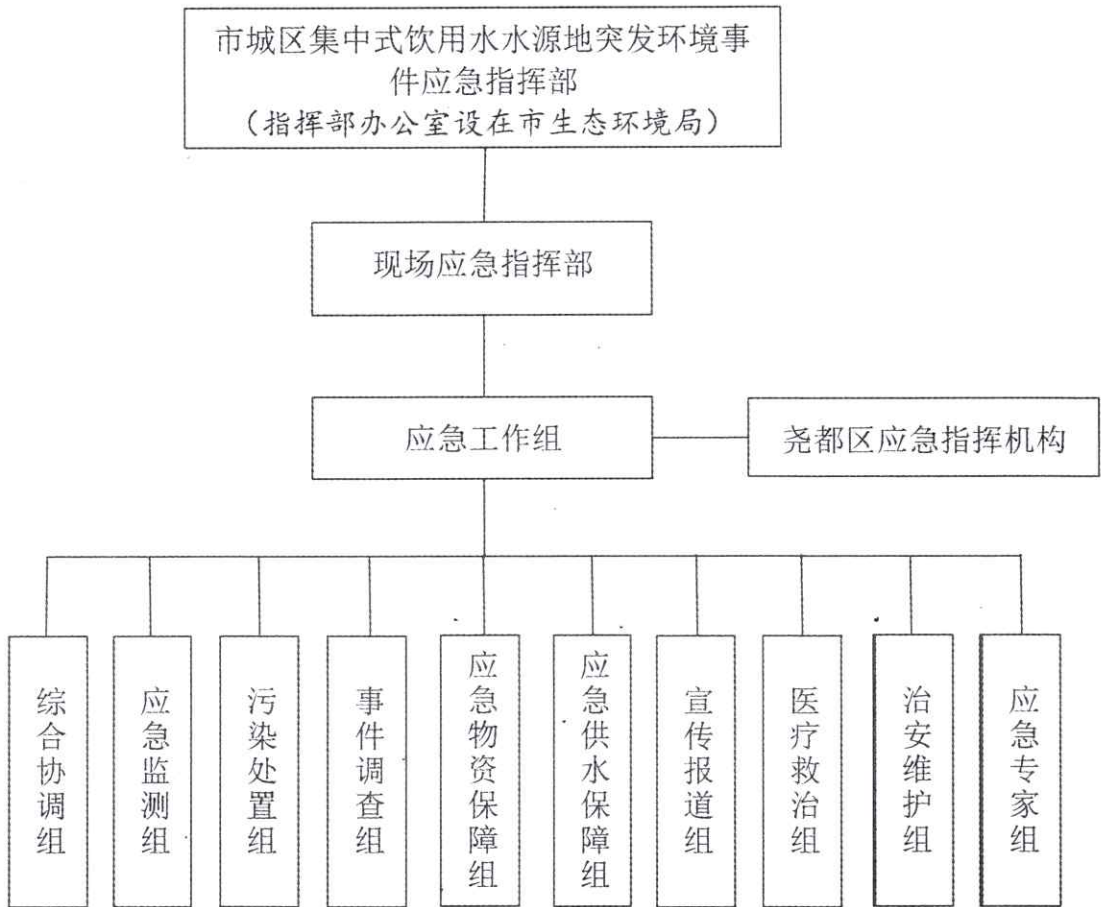 市城区集中式饮用水水源地突发环境事
件应急指挥部
（指挥部办公室设在市生态环境局）
现场应急指挥部
应急工作组
尧都区应急指挥机构
综合协调组
应急监测组
污染处置组
事件调查组
应急物资保障组
应急供水保障组
宣传报道组
医疗救治组
治安维护组
应急专家组